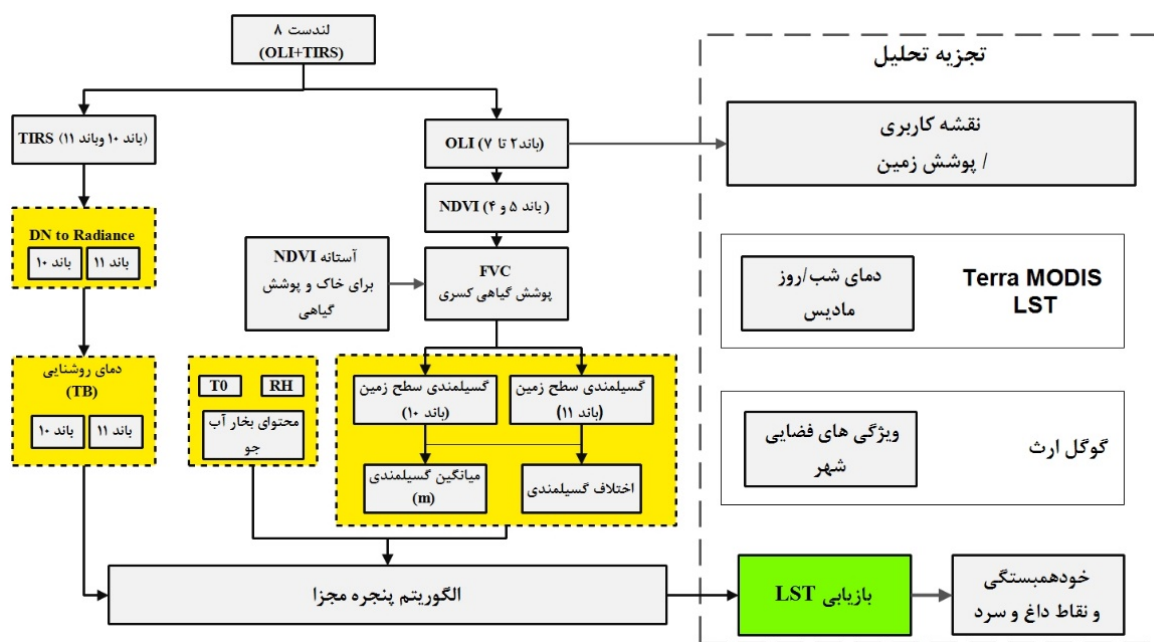 لندست ۸
(OLI+TIRS)
تجزیه تحلیل
TIRS (باند ۱۰ وباند ۱۱)
OLI (باند۲ تا ۷)
نقشه کاربری
/ پوشش زمین
NDVI (باند ۵ و ۴)
DN to Radiance
باند ۱۰
باند ۱۱
آستانه NDVI
برای خاک و پوشش
گیاهی
FVC
پوشش گیاهی کسری
دمای شب/روز
مادیس
Terra MODIS
LST
دمای روشنایی
(TB)
باند ۱۰
باند ۱۱
T0
RH
محتوای بخار آب
جو
گسیلمندی سطح زمین
(باند ۱۰)
گسیلمندی سطح زمین
(باند ۱۱)
میانگین گسیلمندی
(m)
اختلاف گسیلمندی
ویژگی های فضایی
شهر
گوگل ارث
الگوریتم پنجره مجزا
بازیابی LST
خودهمبستگی
و نقاط داغ و سرد